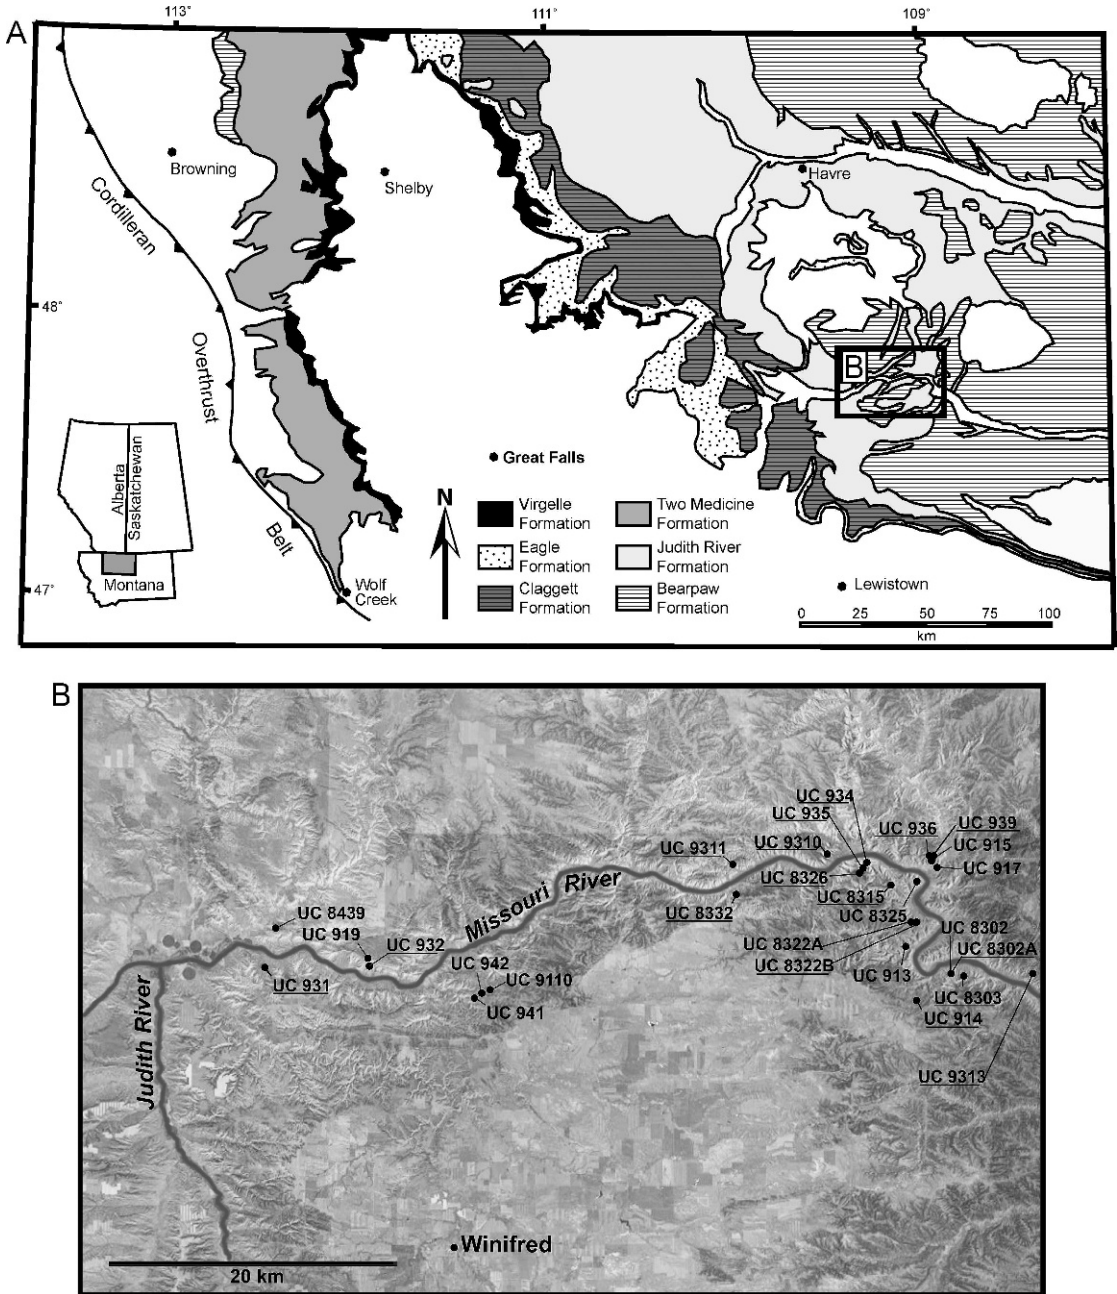 A
113°
111°
109°
Browning
Shelby
Havre
Cordilleran
48°
Overthrust
B
Great Falls
Alberta
Saskatchewan
N
Virgelle
Formation
Two Medicine
Formation
Eagle
Formation
Judith River
Formation
Belt
Claggett
Formation
Bearpaw
Formation
Montana
47°
Wolf
Creek
Lewistown
0 25 50 75 100
km
B
UC 934
UC 935
UC 936
UC 939
UC 9311
UC 9310
UC 915
UC 917
UC 8326
UC 8315
Missouri River
UC 8439
UC 8332
UC 8325
UC 919
UC 932
UC 8322A
UC 8302
UC 8302A
UC 942
UC 8322B
UC 931
UC 9110
UC 913
UC 941
UC 8303
UC 914
Judith River
UC 9313
Winifred
20 km